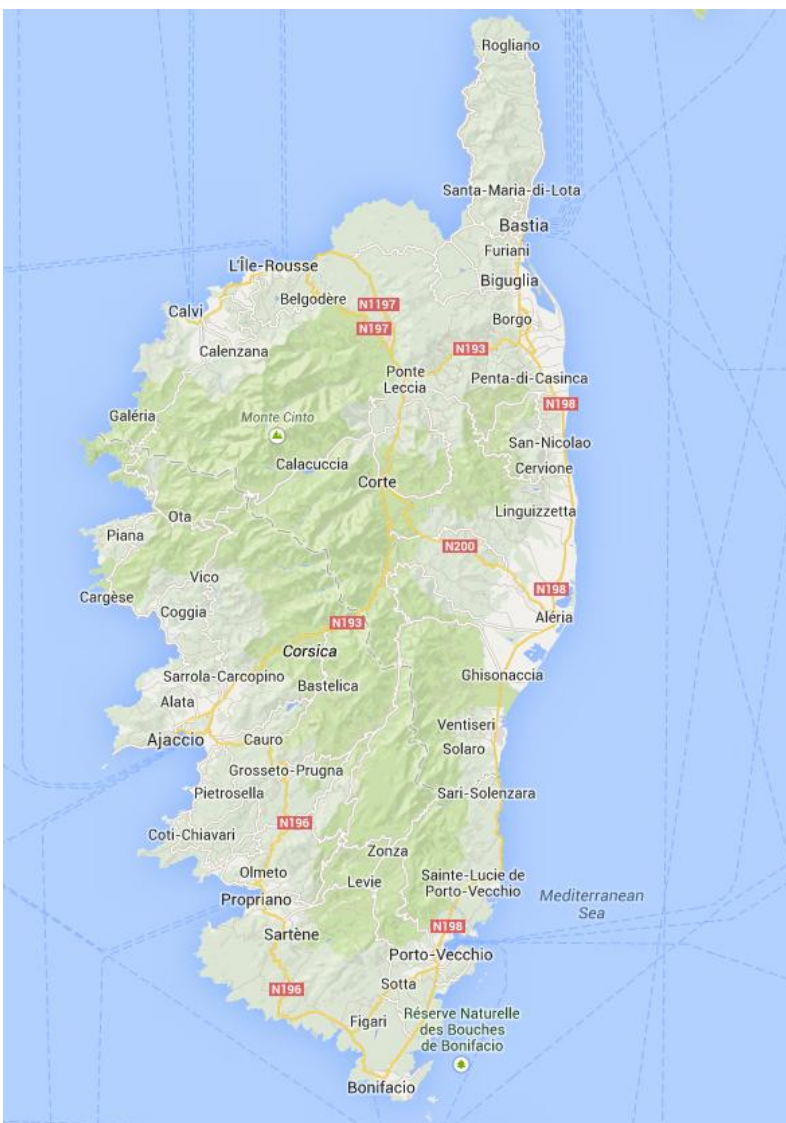 Rogliano
Santa-Maria-di-Lota
Bastia
Furiani
L'Île-Rousse
Biguglia
Belgodère
N1197
Calvi
Borgo
N197
Calenzana
N193
Ponte
Leccia
Penta-di-Casinca
N198
Galéria
Monte Cinto
San-Nicolao
Calacuccia
Cervione
Corte
Linguizzetta
Ota
Piana
N200
Vico
N198
Cargèse
Coggia
Aléria
N193
Corsica
Sarrola-Carcopino
Ghisonaccia
Bastelica
Alata
Ventiseri
Ajaccio
Cauro
Solaro
Grosseto-Prugna
Pietrosella
Sari-Solenzara
N196
Coti-Chiavari
Zonza
Olmeto
Levie
Sainte-Lucie de
Porto-Vecchio
Propriano
Mediterranean
Sea
N198
Sartène
Porto-Vecchio
Sotta
N196
Figari
Réserve Naturelle
des Bouches
de Bonifacio
Bonifacio